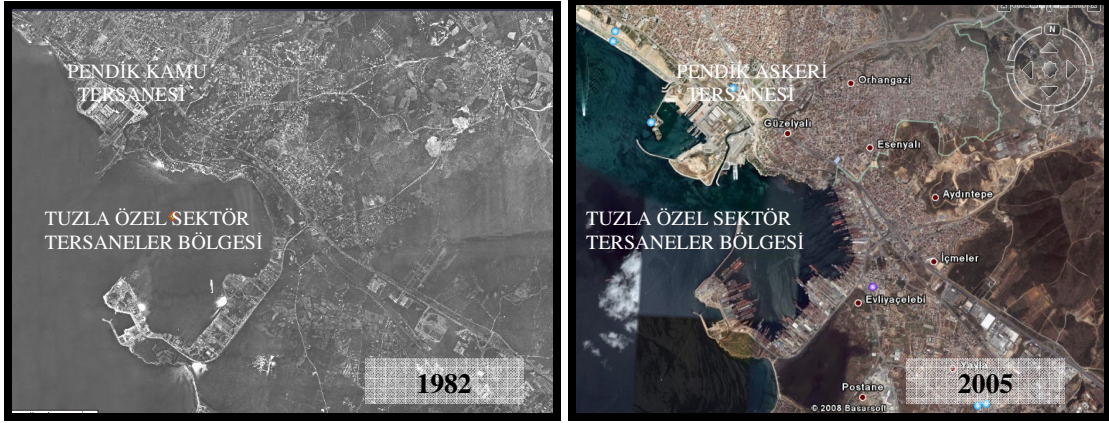 PENDİK KAMU
TERSANESİ
TUZLA ÖZEL SEKTÖR
TERSANELER BÖLGESİ
1982
N
PENDİK ASKERİ
TERSANESİ
Orhangazi
Güzelyalı
Esenyalı
Aydıntepe
TUZLA ÖZEL SEKTÖR
TERSANELER BÖLGESİ
İçmeler
Evliyaçelebi
2005
Postane
© 2008 Basarsoft